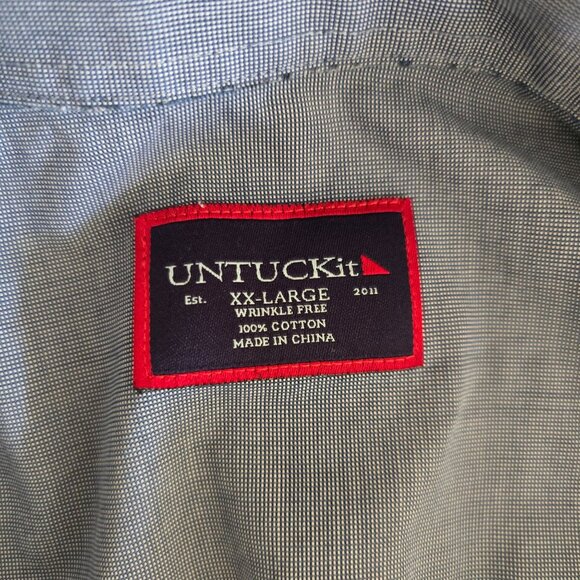 UNTUCKit
Est. XX-LARGE 2011
WRINKLE FREE
100% COTTON
MADE IN CHINA